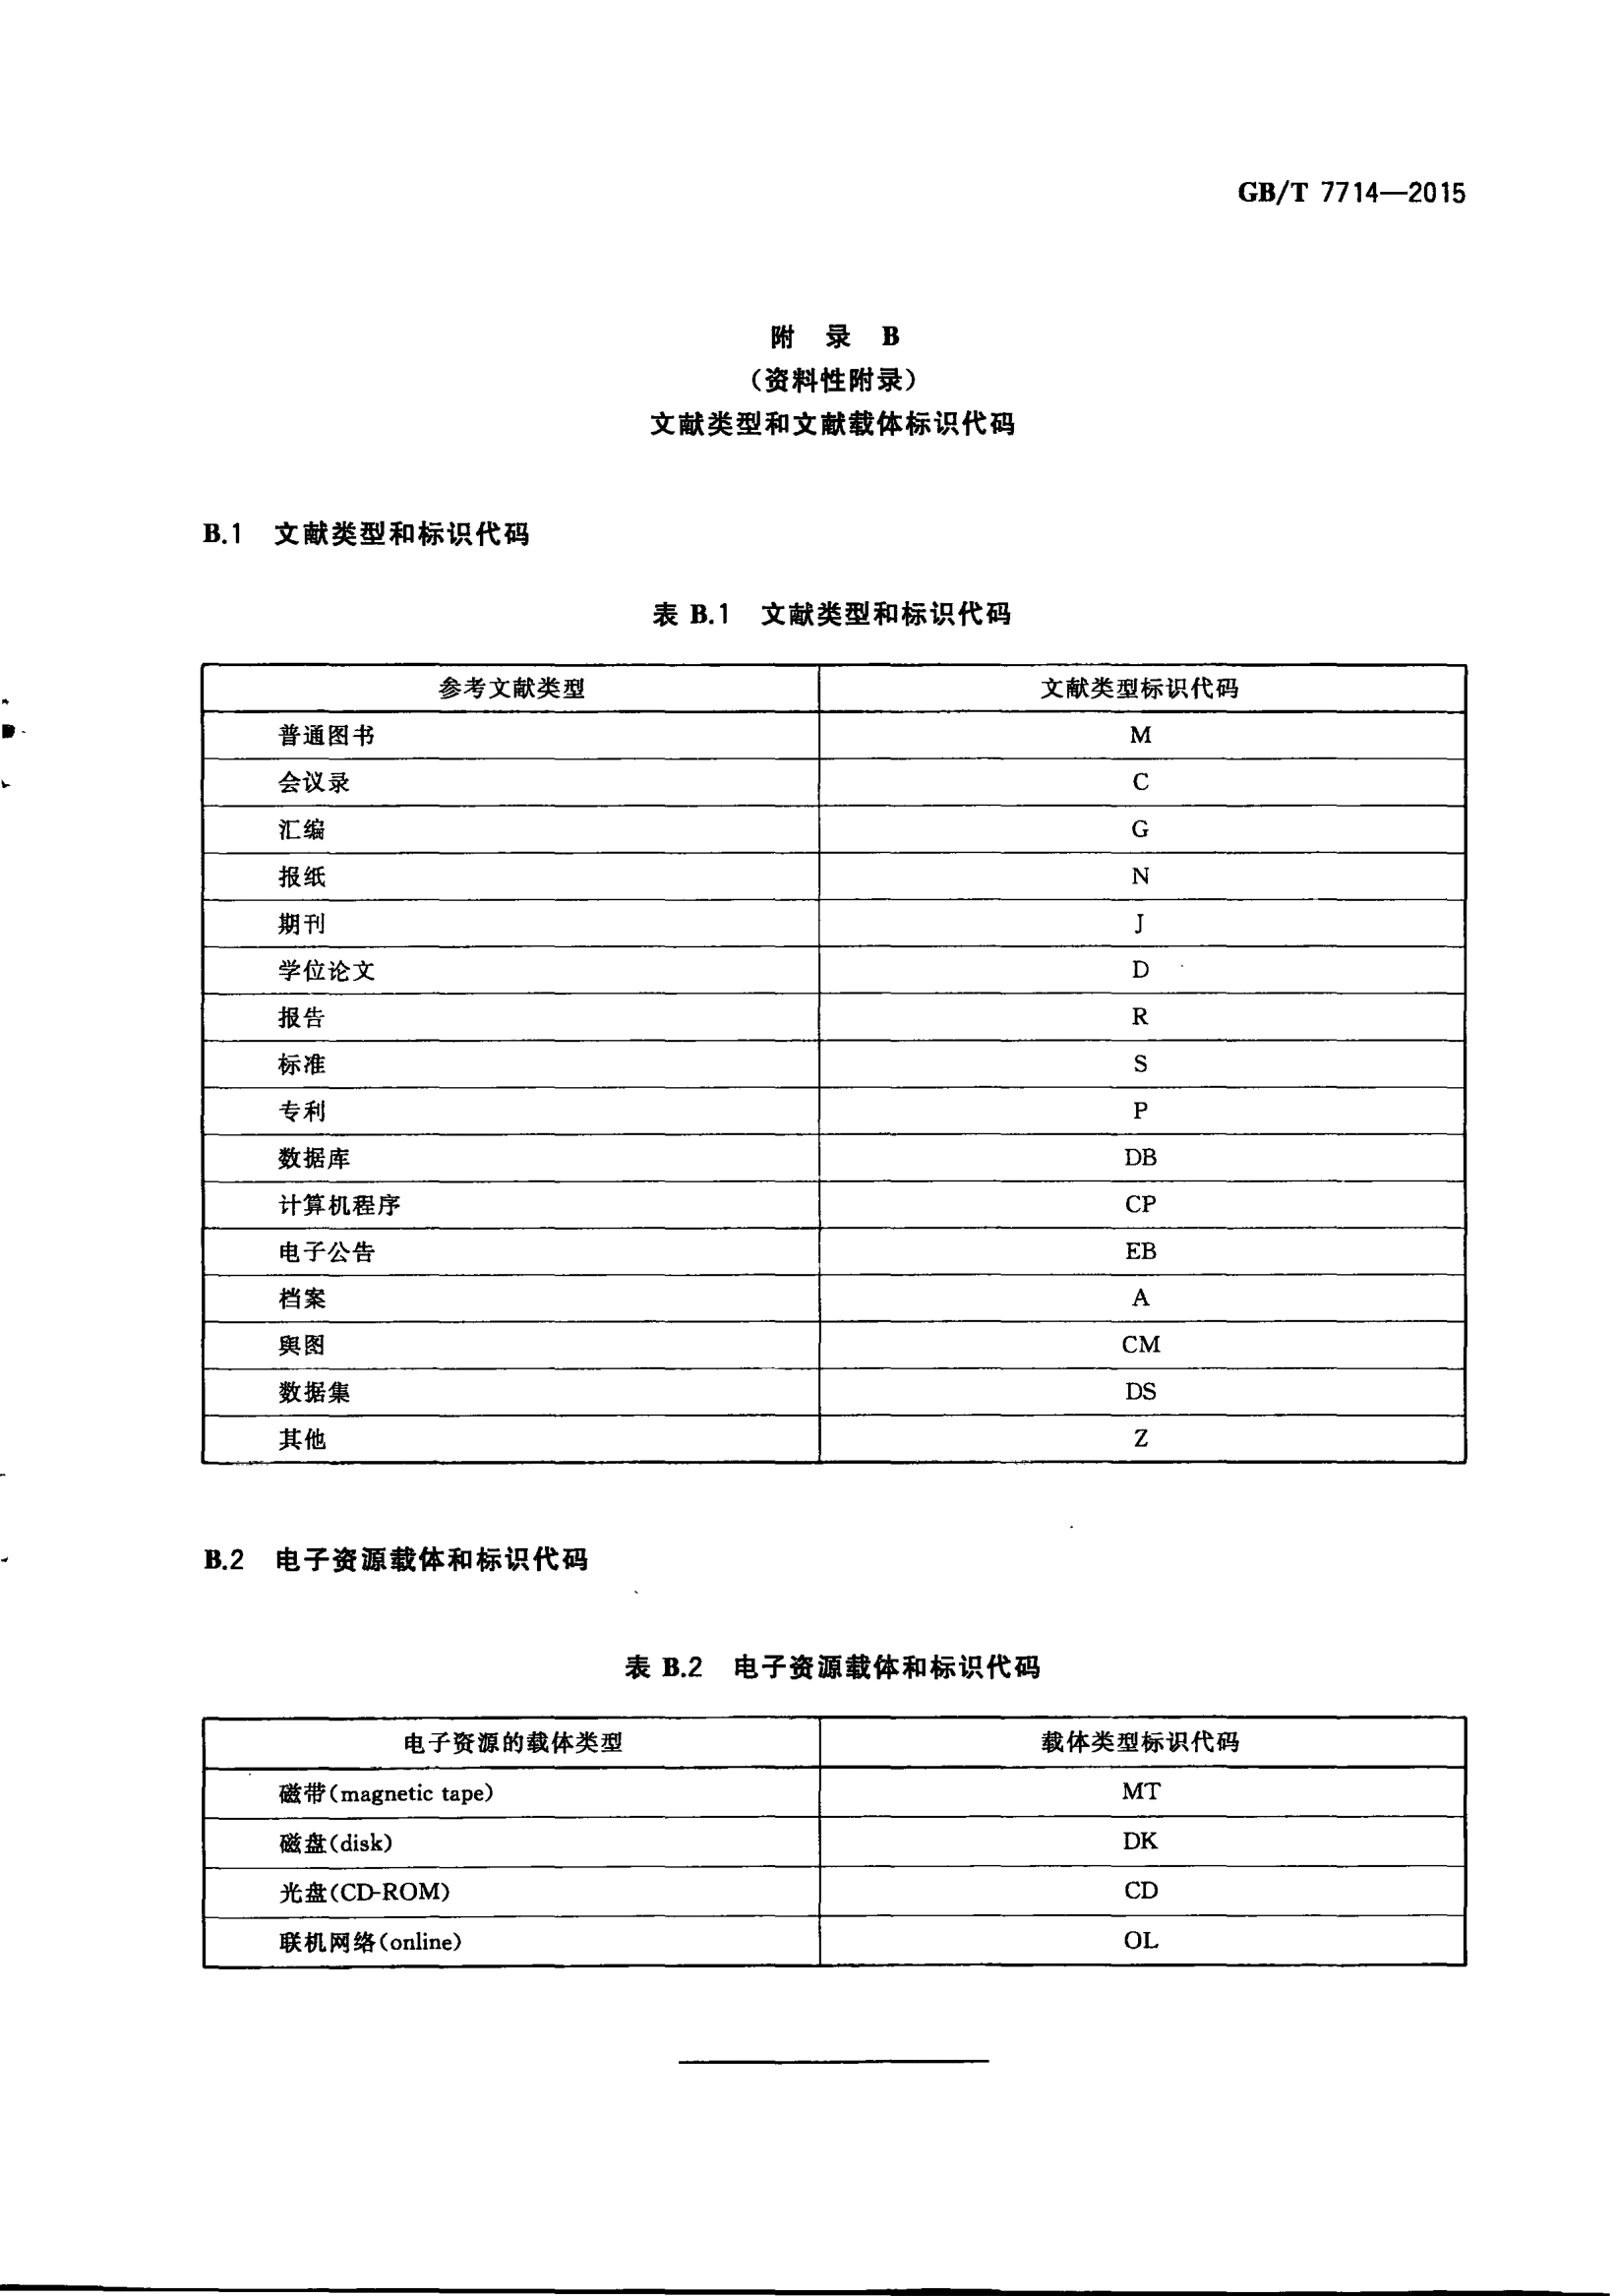 GB/T 7714—2015
附 录 B
（资料性附录）
文献类型和文献载体标识代码
B.1 文献类型和标识代码
表 B.1 文献类型和标识代码
参考文献类型 文献类型标识代码
普通图书 M
会议录 C
汇编 G
报纸 N
期刊 J
学位论文 D
报告 R
标准 S
专利 P
数据库 DB
计算机程序 CP
电子公告 EB
档案 A
舆图 CM
数据集 DS
其他 Z
B.2 电子资源载体和标识代码
表 B.2 电子资源载体和标识代码
电子资源的载体类型 载体类型标识代码
磁带(magnetic tape) MT
磁盘(disk) DK
光盘(CD-ROM) CD
联机网络(online) OL